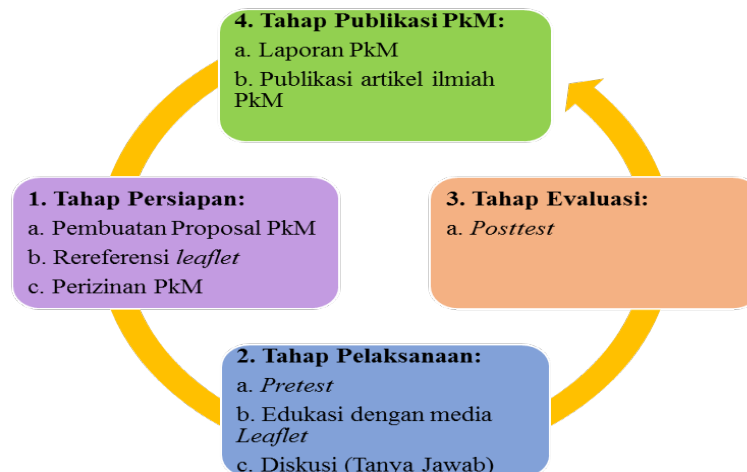 4. Tahap Publikasi PkM:
a. Laporan PkM
b. Publikasi artikel ilmiah
PkM
1. Tahap Persiapan:
a. Pembuatan Proposal PkM
b. Rereferensi leaflet
c. Perizinan PkM
3. Tahap Evaluasi:
a. Posttest
2. Tahap Pelaksanaan:
a. Pretest
b. Edukasi dengan media
Leaflet
c. Diskusi (Tanya Jawab)